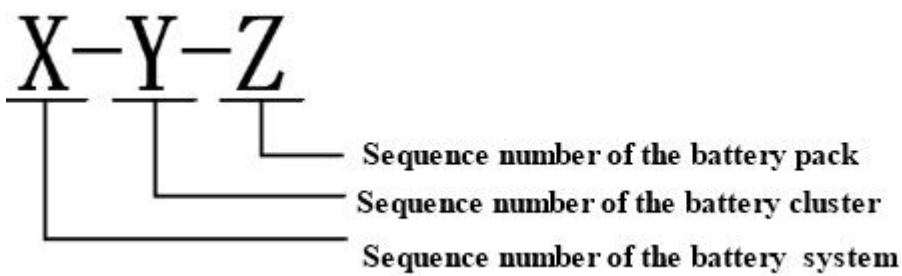 X-Y-Z
Sequence number of the battery pack
Sequence number of the battery cluster
Sequence number of the battery system